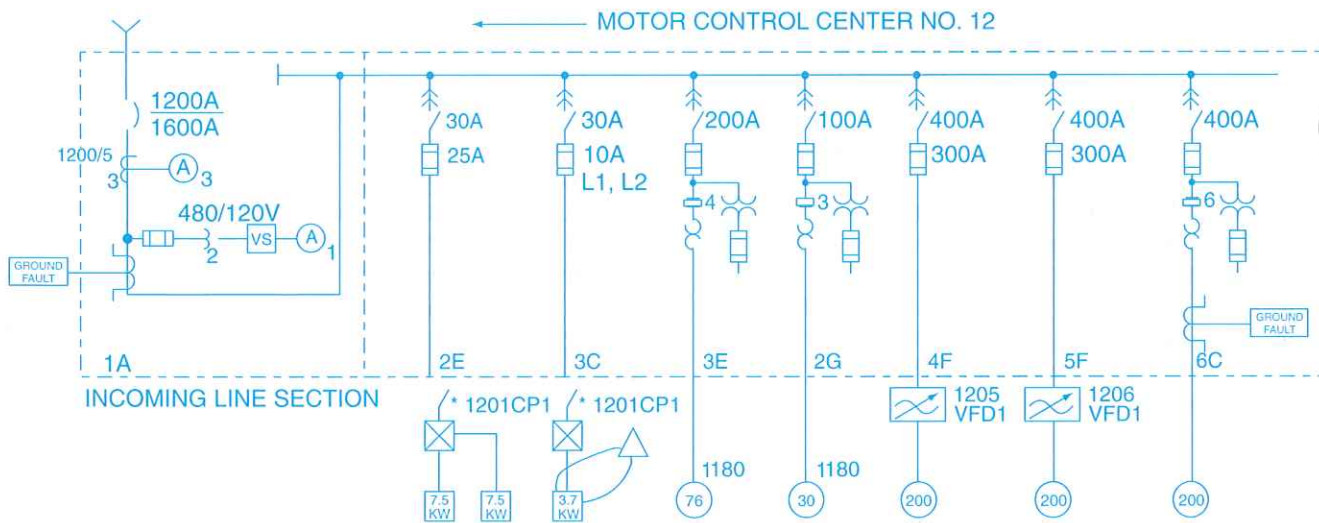 MOTOR CONTROL CENTER NO. 12
1200A
1600A
1200/5
3
A
3
480/120V
2
VS
A
1
GROUND
FAULT
1A
INCOMING LINE SECTION
30A
25A
2E
* 1201CP1
7.5
KW
7.5
KW
30A
10A
L1, L2
3C
* 1201CP1
3.7
KW
200A
4
3E
1180
76
100A
3
2G
1180
30
400A
300A
4F
1205
VFD1
200
400A
300A
5F
1206
VFD1
200
400A
6
GROUND
FAULT
6C
200